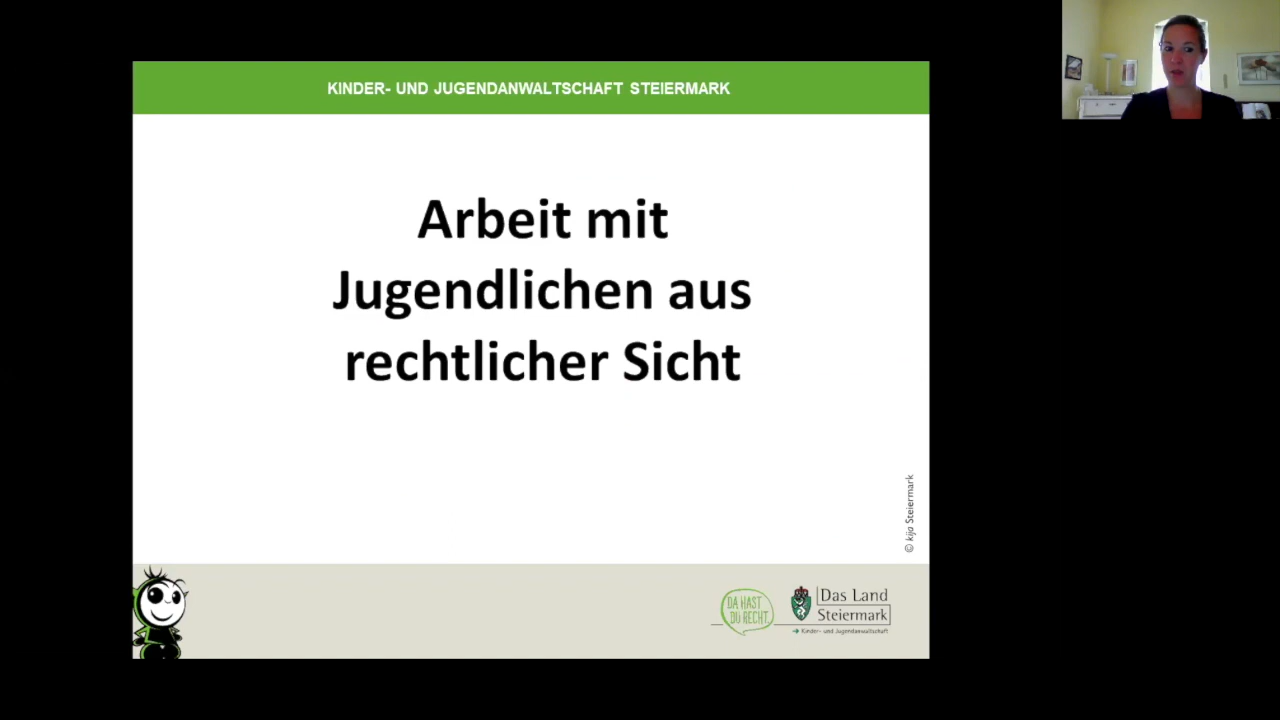 KINDER- UND JUGENDANWALTSCHAFT STEIERMARK
Arbeit mit
Jugendlichen aus
rechtlicher Sicht
© kija Steiermark
DA HAST
DU RECHT
Das Land
Steiermark
➔ Kinder- und Jugendanwaltschaft